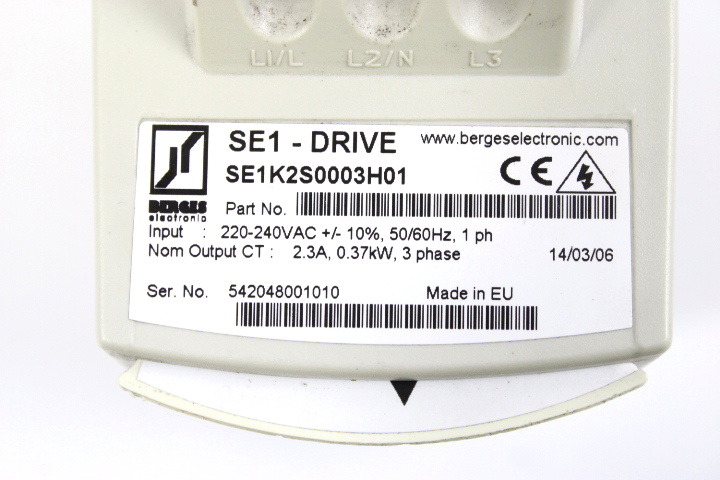 L1/L L2/N L3
SE1 - DRIVE www.bergeselectronic.com
SE1K2S0003H01 CE
BERGES
electronic
Part No.
Input : 220-240VAC +/- 10%, 50/60Hz, 1 ph
Nom Output CT : 2.3A, 0.37kW, 3 phase 14/03/06
Ser. No. 542048001010 Made in EU